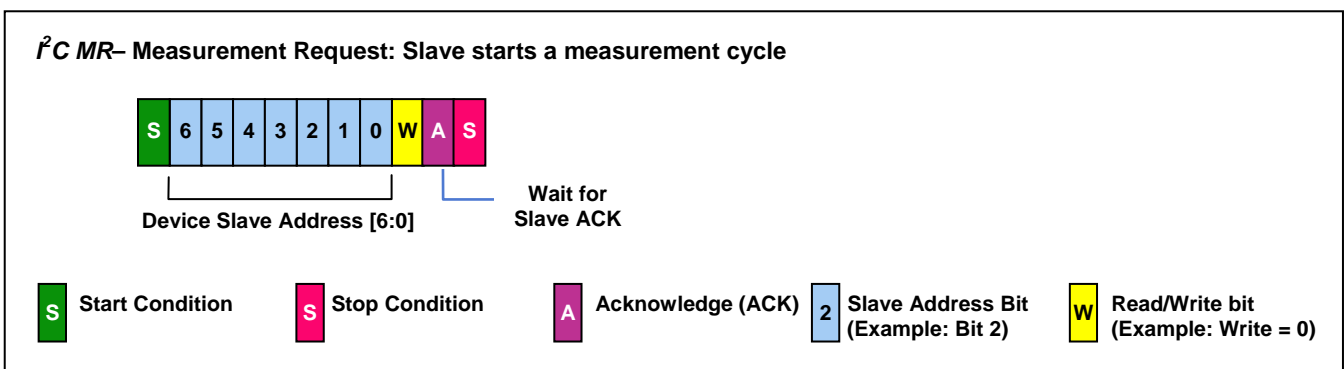 I²C MR– Measurement Request: Slave starts a measurement cycle
S 6 5 4 3 2 1 0 W A S
Device Slave Address [6:0]
Wait for
Slave ACK
S Start Condition
S Stop Condition
A Acknowledge (ACK)
2 Slave Address Bit
(Example: Bit 2)
W Read/Write bit
(Example: Write = 0)